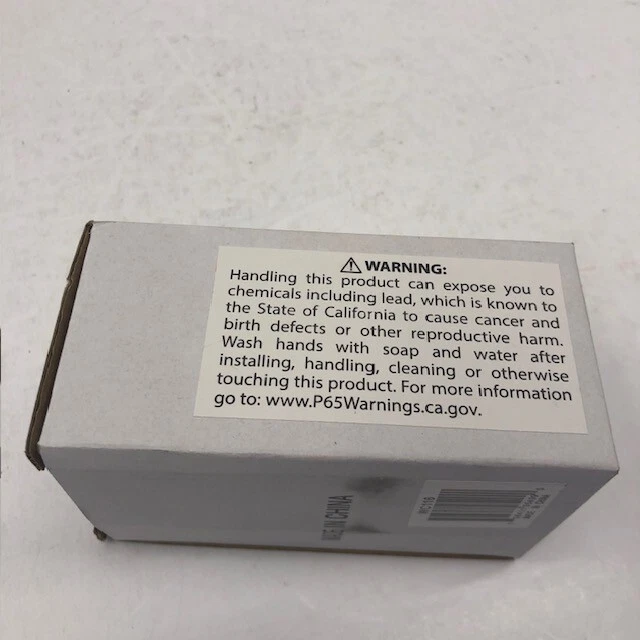 ⚠ WARNING:
Handling this product can expose you to
chemicals including lead, which is known to
the State of California to cause cancer and
birth defects or other reproductive harm.
Wash hands with soap and water after
installing, handling, cleaning or otherwise
touching this product. For more information
go to: www.P65Warnings.ca.gov.
IN CHINA